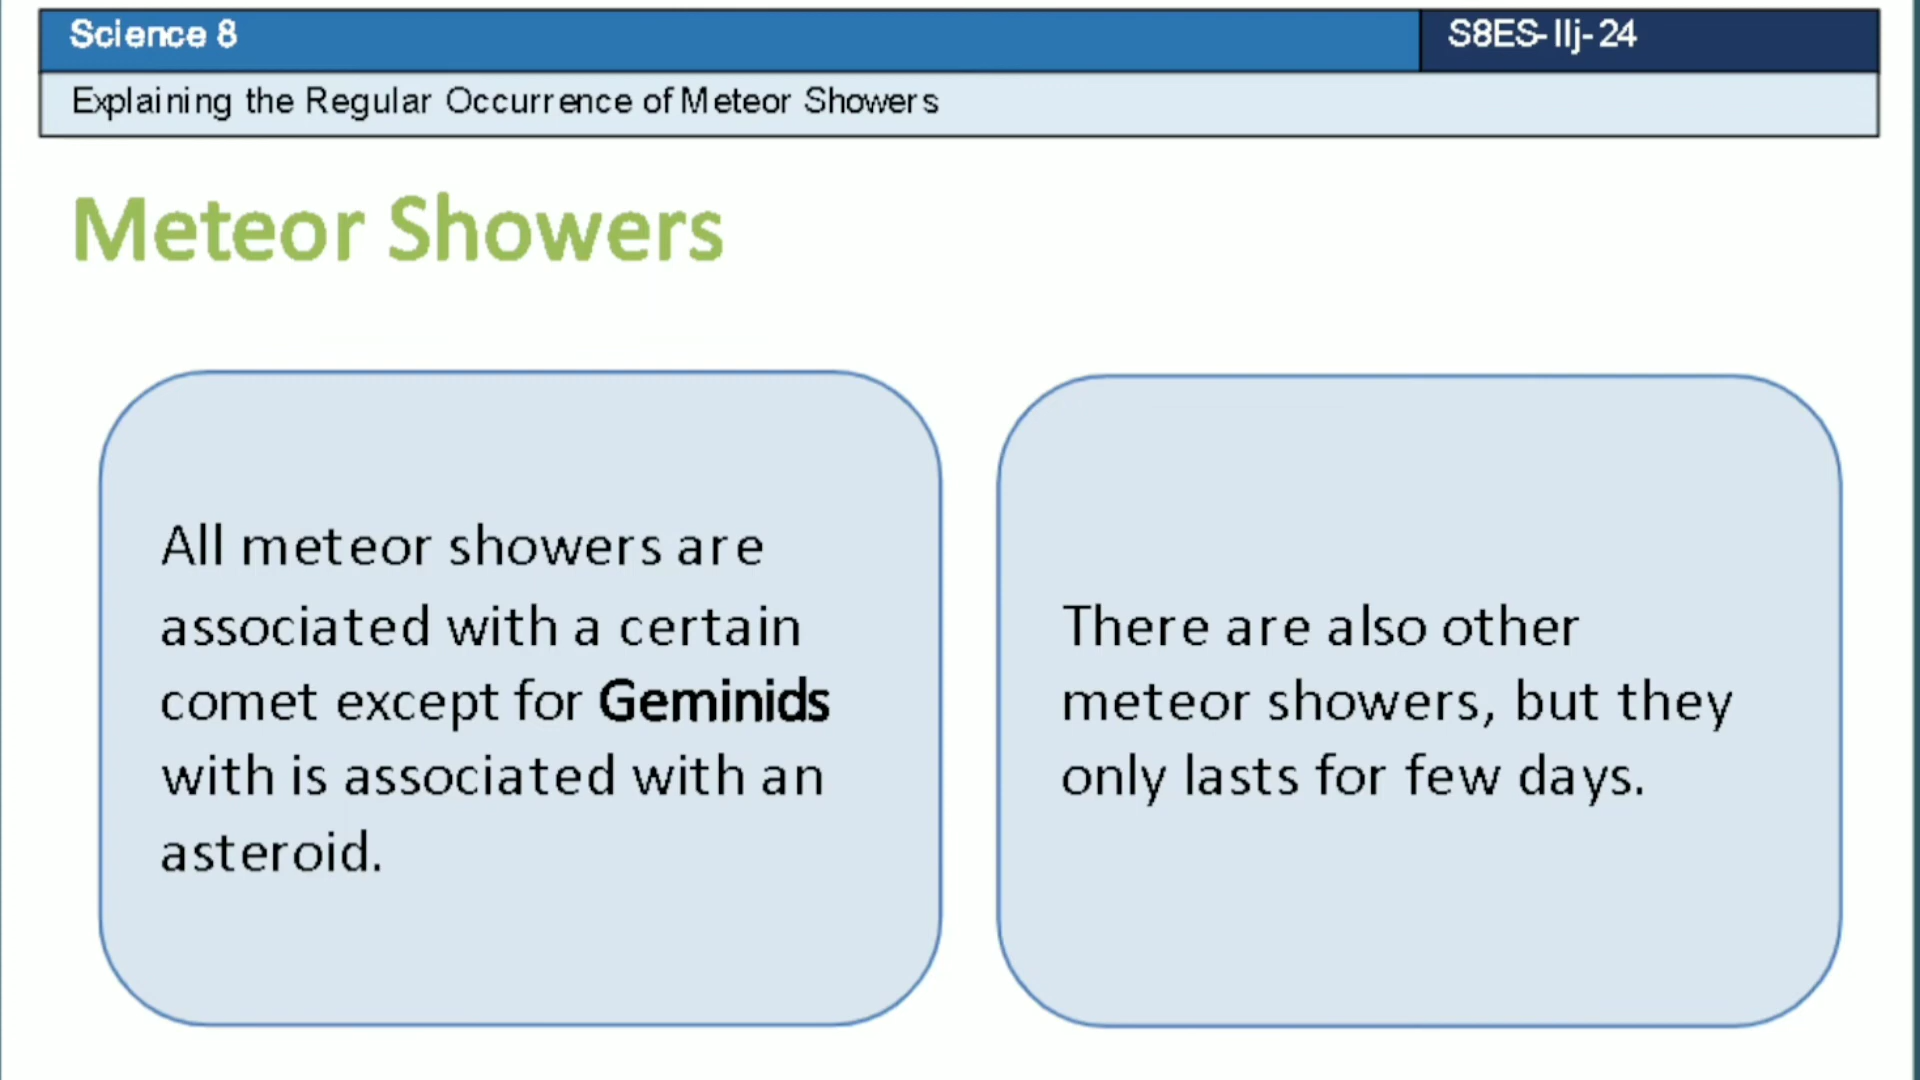 Science 8
S8ES-IIj-24
Explaining the Regular Occurrence of Meteor Showers
Meteor Showers
All meteor showers are
associated with a certain
comet except for Geminids
with is associated with an
asteroid.
There are also other
meteor showers, but they
only lasts for few days.